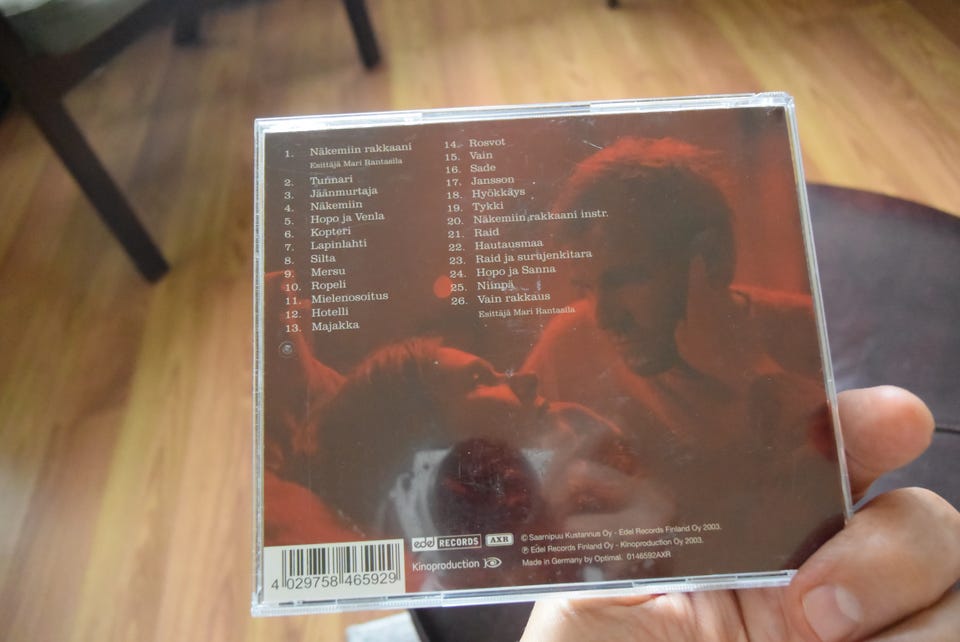 1. Näkemiin rakkaani
Esittäjä Mari Rantasila
2. Tunnari
3. Jäänmurtaja
4. Näkemiin
5. Hopo ja Venla
6. Kopteri
7. Lapinlahti
8. Silta
9. Mersu
10. Ropeli
11. Mielenosoitus
12. Hotelli
13. Majakka
14. Rosvot
15. Vain
16. Sade
17. Jansson
18. Hyökkäys
19. Tykki
20. Näkemiin rakkaani instr.
21. Raid
22. Hautausmaa
23. Raid ja surujenkitara
24. Hopo ja Sanna
25. Niinpä
26. Vain rakkaus
Esittäjä Mari Rantasila
edel RECORDS AXR
Kinoproduction
© Saarnipuu Kustannus Oy - Edel Records Finland Oy 2003.
℗ Edel Records Finland Oy - Kinoproduction Oy 2003.
Made in Germany by Optimal. 0146592AXR
4 029758 465929